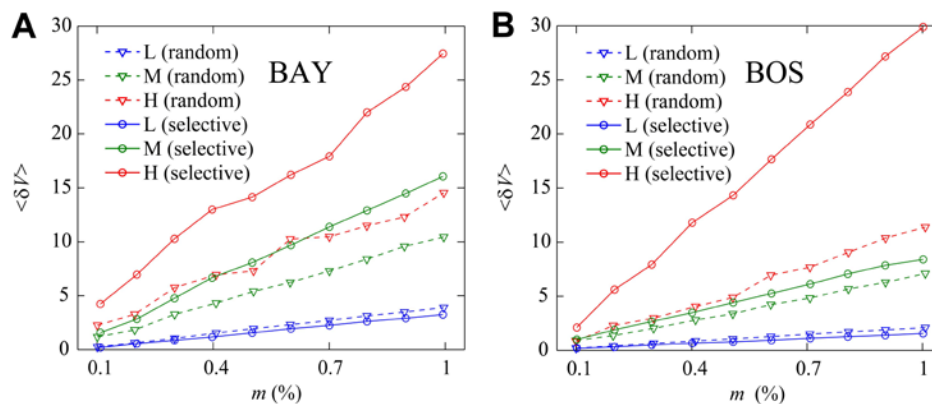 A
BAY
<δV>
30
25
20
15
10
5
0
L (random)
M (random)
H (random)
L (selective)
M (selective)
H (selective)
0.1
0.4
0.7
1
m (%)
B
BOS
<δV>
30
25
20
15
10
5
0
L (random)
M (random)
H (random)
L (selective)
M (selective)
H (selective)
0.1
0.4
0.7
1
m (%)